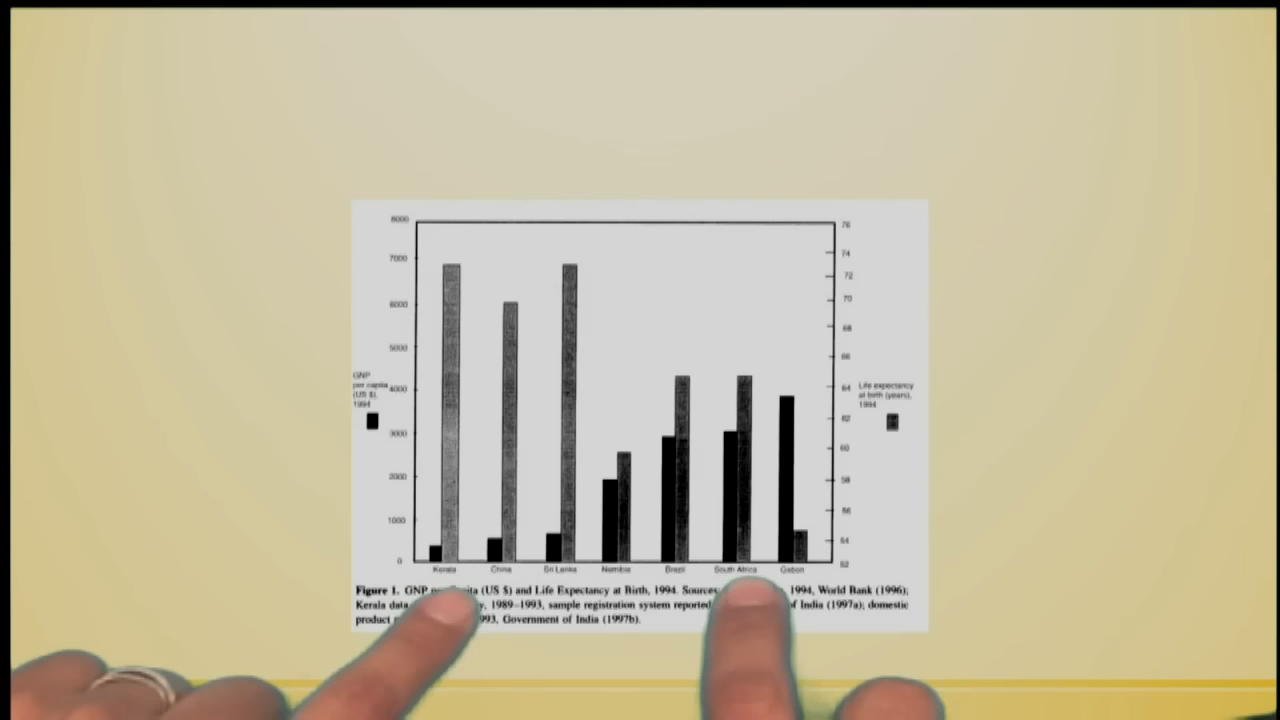 8000
7000
6000
5000
4000
3000
2000
1000
0
GNP
per capita
(US $),
1994
76
74
72
70
68
66
64
62
60
58
56
54
52
Life expectancy
at birth (years),
1994
Kerala China Sri Lanka Namibia Brazil South Africa Gabon
Figure 1. GNP (US $) and Life Expectancy at Birth, 1994. Sources 1994, World Bank (1996);
Kerala data 1989–1993, sample registration system reported of India (1997a); domestic
product 993, Government of India (1997b).